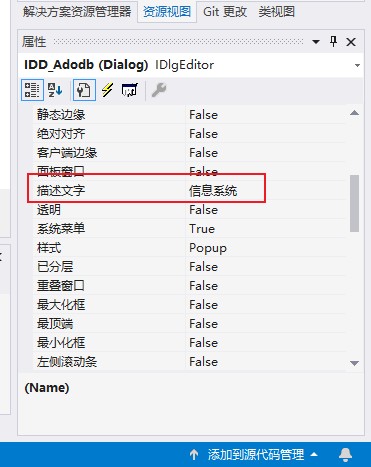 解决方案资源管理器 资源视图 Git 更改 类视图
属性
IDD_Adodb (Dialog) IDlgEditor
静态边缘 False
绝对对齐 False
客户端边缘 False
面板窗口 False
描述文字 信息系统
透明 False
系统菜单 True
样式 Popup
已分层 False
重叠窗口 False
最大化框 False
最顶端 False
最小化框 False
左侧滚动条 False
(Name)
添加到源代码管理